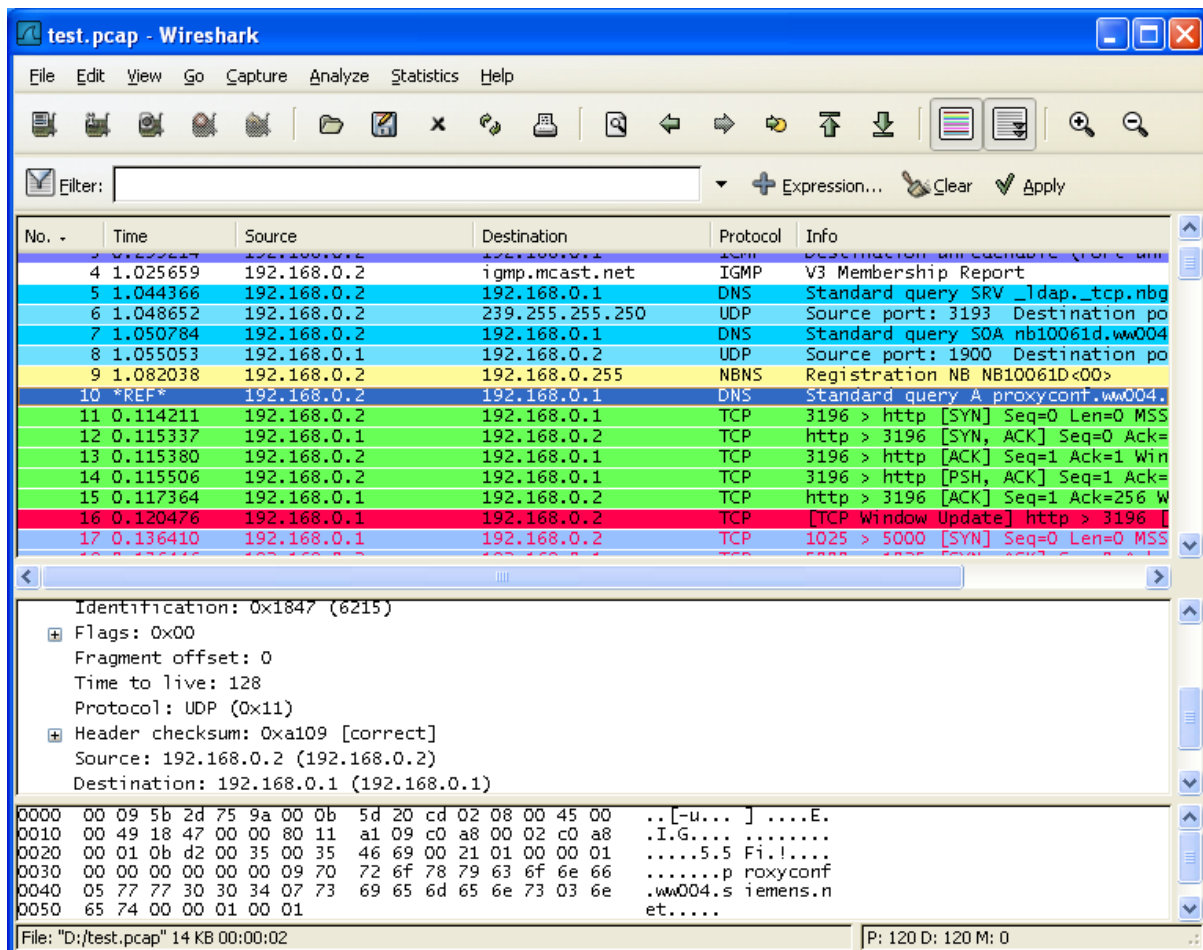 test.pcap - Wireshark
File Edit View Go Capture Analyze Statistics Help
Filter: Expression... Clear Apply
No. Time Source Destination Protocol Info
4 1.025659 192.168.0.2 igmp.mcast.net IGMP V3 Membership Report
5 1.044366 192.168.0.2 192.168.0.1 DNS Standard query SRV _ldap._tcp.nbg
6 1.048652 192.168.0.2 239.255.255.250 UDP Source port: 3193 Destination po
7 1.050784 192.168.0.2 192.168.0.1 DNS Standard query SOA nb10061d.ww004
8 1.055053 192.168.0.1 192.168.0.2 UDP Source port: 1900 Destination po
9 1.082038 192.168.0.2 192.168.0.255 NBNS Registration NB NB10061D<00>
10 *REF* 192.168.0.2 192.168.0.1 DNS Standard query A proxyconf.ww004.
11 0.114211 192.168.0.2 192.168.0.1 TCP 3196 > http [SYN] Seq=0 Len=0 MSS
12 0.115337 192.168.0.1 192.168.0.2 TCP http > 3196 [SYN, ACK] Seq=0 Ack=
13 0.115380 192.168.0.2 192.168.0.1 TCP 3196 > http [ACK] Seq=1 Ack=1 Win
14 0.115506 192.168.0.2 192.168.0.1 TCP 3196 > http [PSH, ACK] Seq=1 Ack=
15 0.117364 192.168.0.1 192.168.0.2 TCP http > 3196 [ACK] Seq=1 Ack=256 W
16 0.120476 192.168.0.1 192.168.0.2 TCP [TCP Window Update] http > 3196 [
17 0.136410 192.168.0.1 192.168.0.2 TCP 1025 > 5000 [SYN] Seq=0 Len=0 MSS
Identification: 0x1847 (6215)
Flags: 0x00
Fragment offset: 0
Time to live: 128
Protocol: UDP (0x11)
Header checksum: 0xa109 [correct]
Source: 192.168.0.2 (192.168.0.2)
Destination: 192.168.0.1 (192.168.0.1)
0000 00 09 5b 2d 75 9a 00 0b 5d 20 cd 02 08 00 45 00 ..[-u... ] ....E.
0010 00 49 18 47 00 00 80 11 a1 09 c0 a8 00 02 c0 a8 .I.G.... ........
0020 00 01 0b d2 00 35 00 35 46 69 00 21 01 00 00 01 .....5.5 Fi.!....
0030 00 00 00 00 00 00 09 70 72 6f 78 79 63 6f 6e 66 .......p roxyconf
0040 05 77 77 30 30 34 07 73 69 65 6d 65 6e 73 03 6e .ww004.s iemens.n
0050 65 74 00 00 01 00 01 et.....
File: "D:/test.pcap" 14 KB 00:00:02 P: 120 D: 120 M: 0